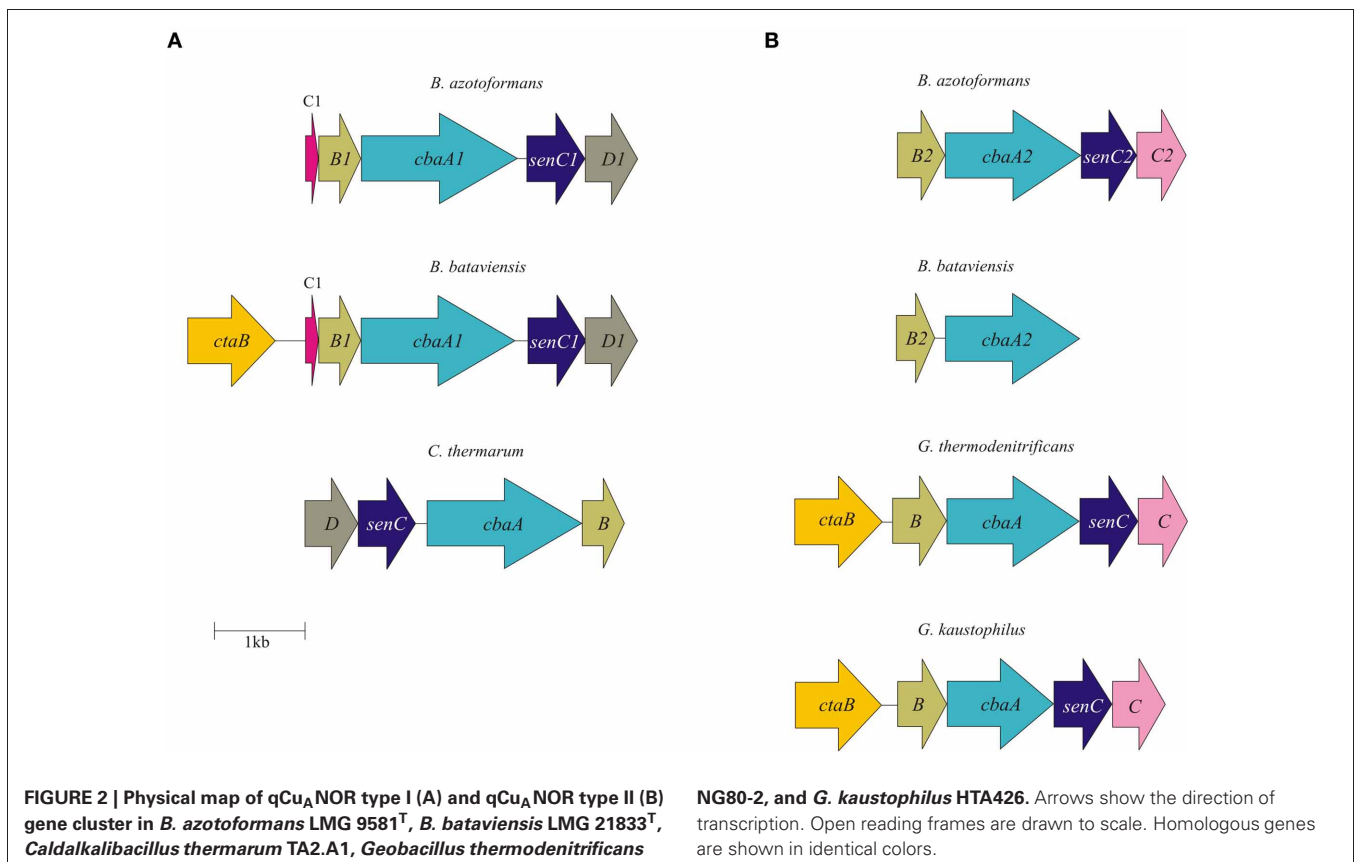 A
B. azotoformans
C1
B1
cbaA1
senC1
D1
B. bataviensis
C1
ctaB
B1
cbaA1
senC1
D1
C. thermarum
D
senC
cbaA
B
1kb
B
B. azotoformans
B2
cbaA2
senC2
C2
B. bataviensis
B2
cbaA2
G. thermodenitrificans
ctaB
B
cbaA
senC
C
G. kaustophilus
ctaB
B
cbaA
senC
C
FIGURE 2 | Physical map of qCuANOR type I (A) and qCuANOR type II (B)
gene cluster in B. azotoformans LMG 9581T, B. bataviensis LMG 21833T,
Caldalkalibacillus thermarum TA2.A1, Geobacillus thermodenitrificans
NG80-2, and G. kaustophilus HTA426. Arrows show the direction of
transcription. Open reading frames are drawn to scale. Homologous genes
are shown in identical colors.